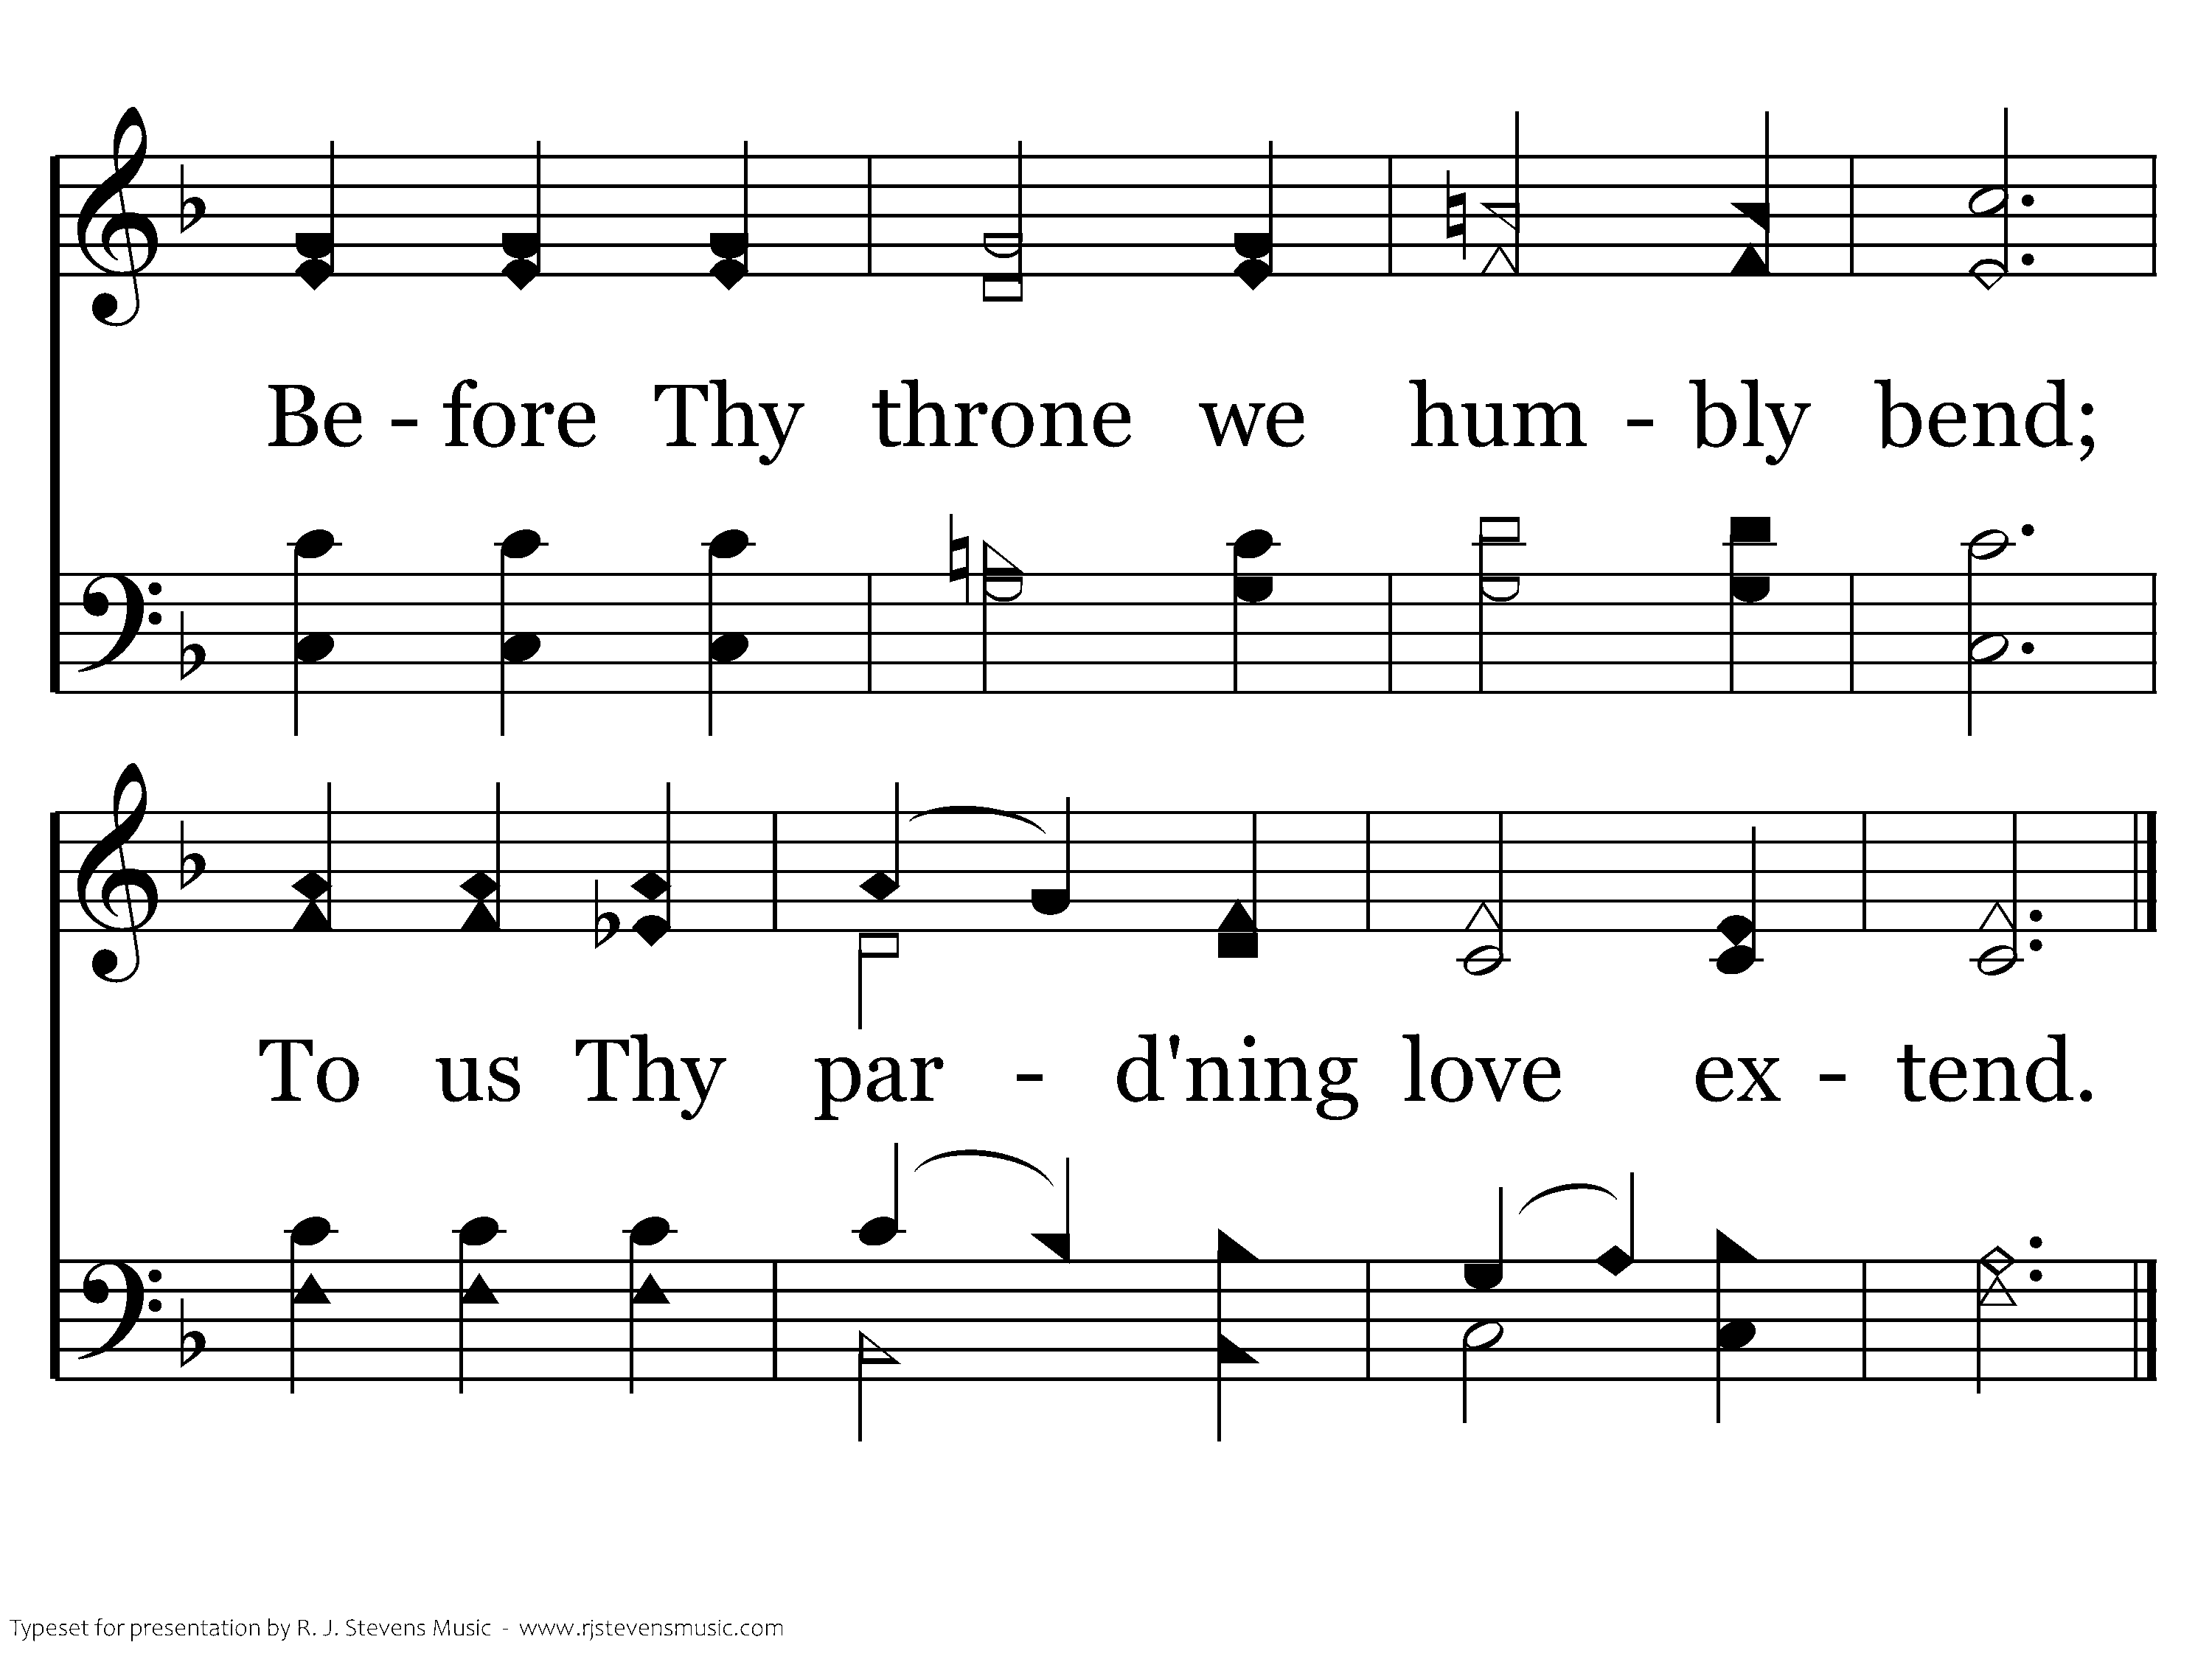 Be - fore Thy throne we hum - bly bend;
To us Thy par - d'ning love ex - tend.
Typeset for presentation by R. J. Stevens Music - www.rjstevensmusic.com